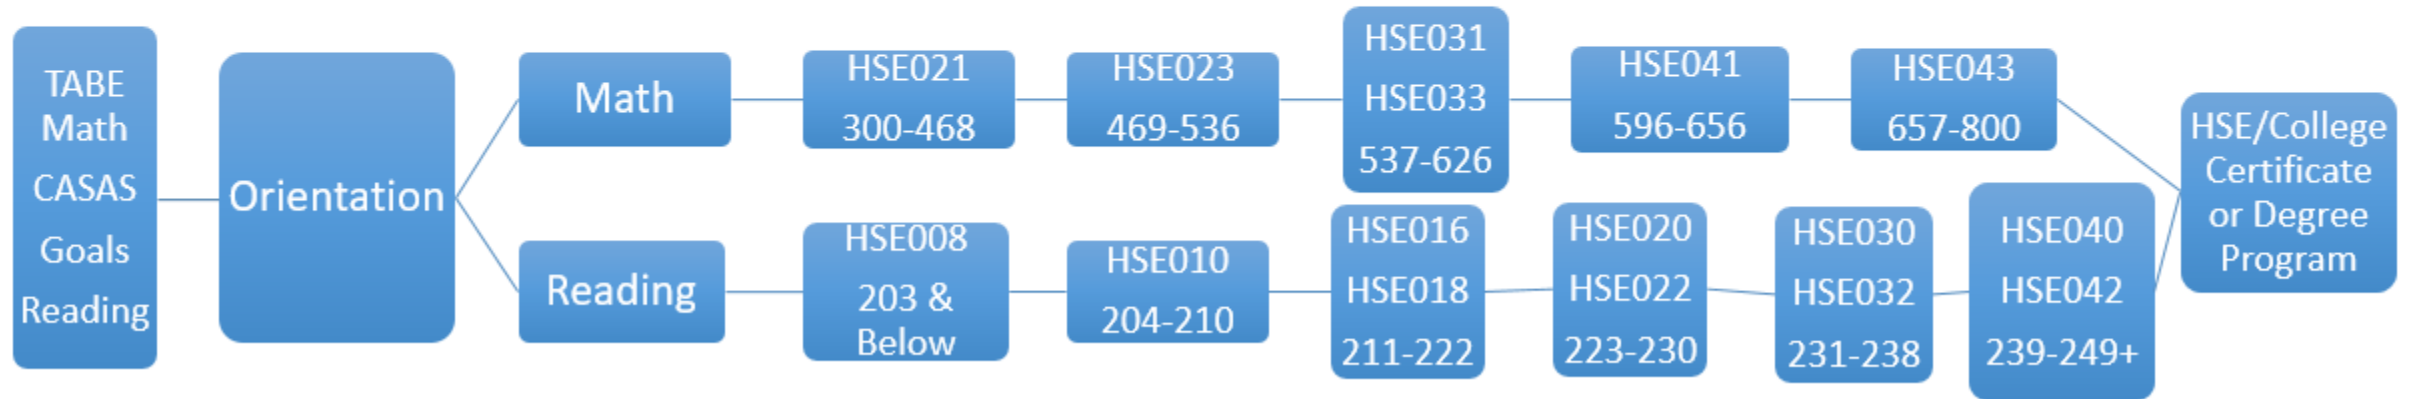 TABE
Math
CASAS
Goals
Reading
Orientation
Math
HSE021
300-468
HSE023
469-536
HSE031
HSE033
537-626
HSE041
596-656
HSE043
657-800
Reading
HSE008
203 &
Below
HSE010
204-210
HSE016
HSE018
211-222
HSE020
HSE022
223-230
HSE030
HSE032
231-238
HSE040
HSE042
239-249+
HSE/College
Certificate
or Degree
Program